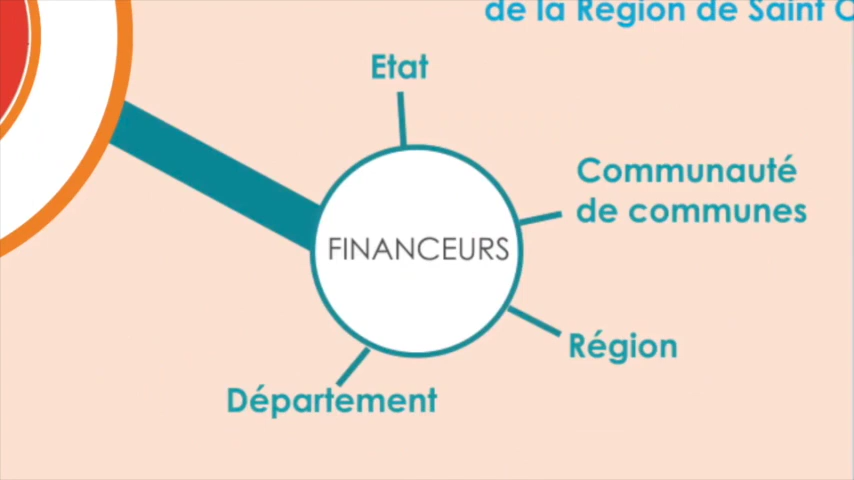 de la Région de Saint
Etat
Communauté
de communes
FINANCEURS
Région
Département